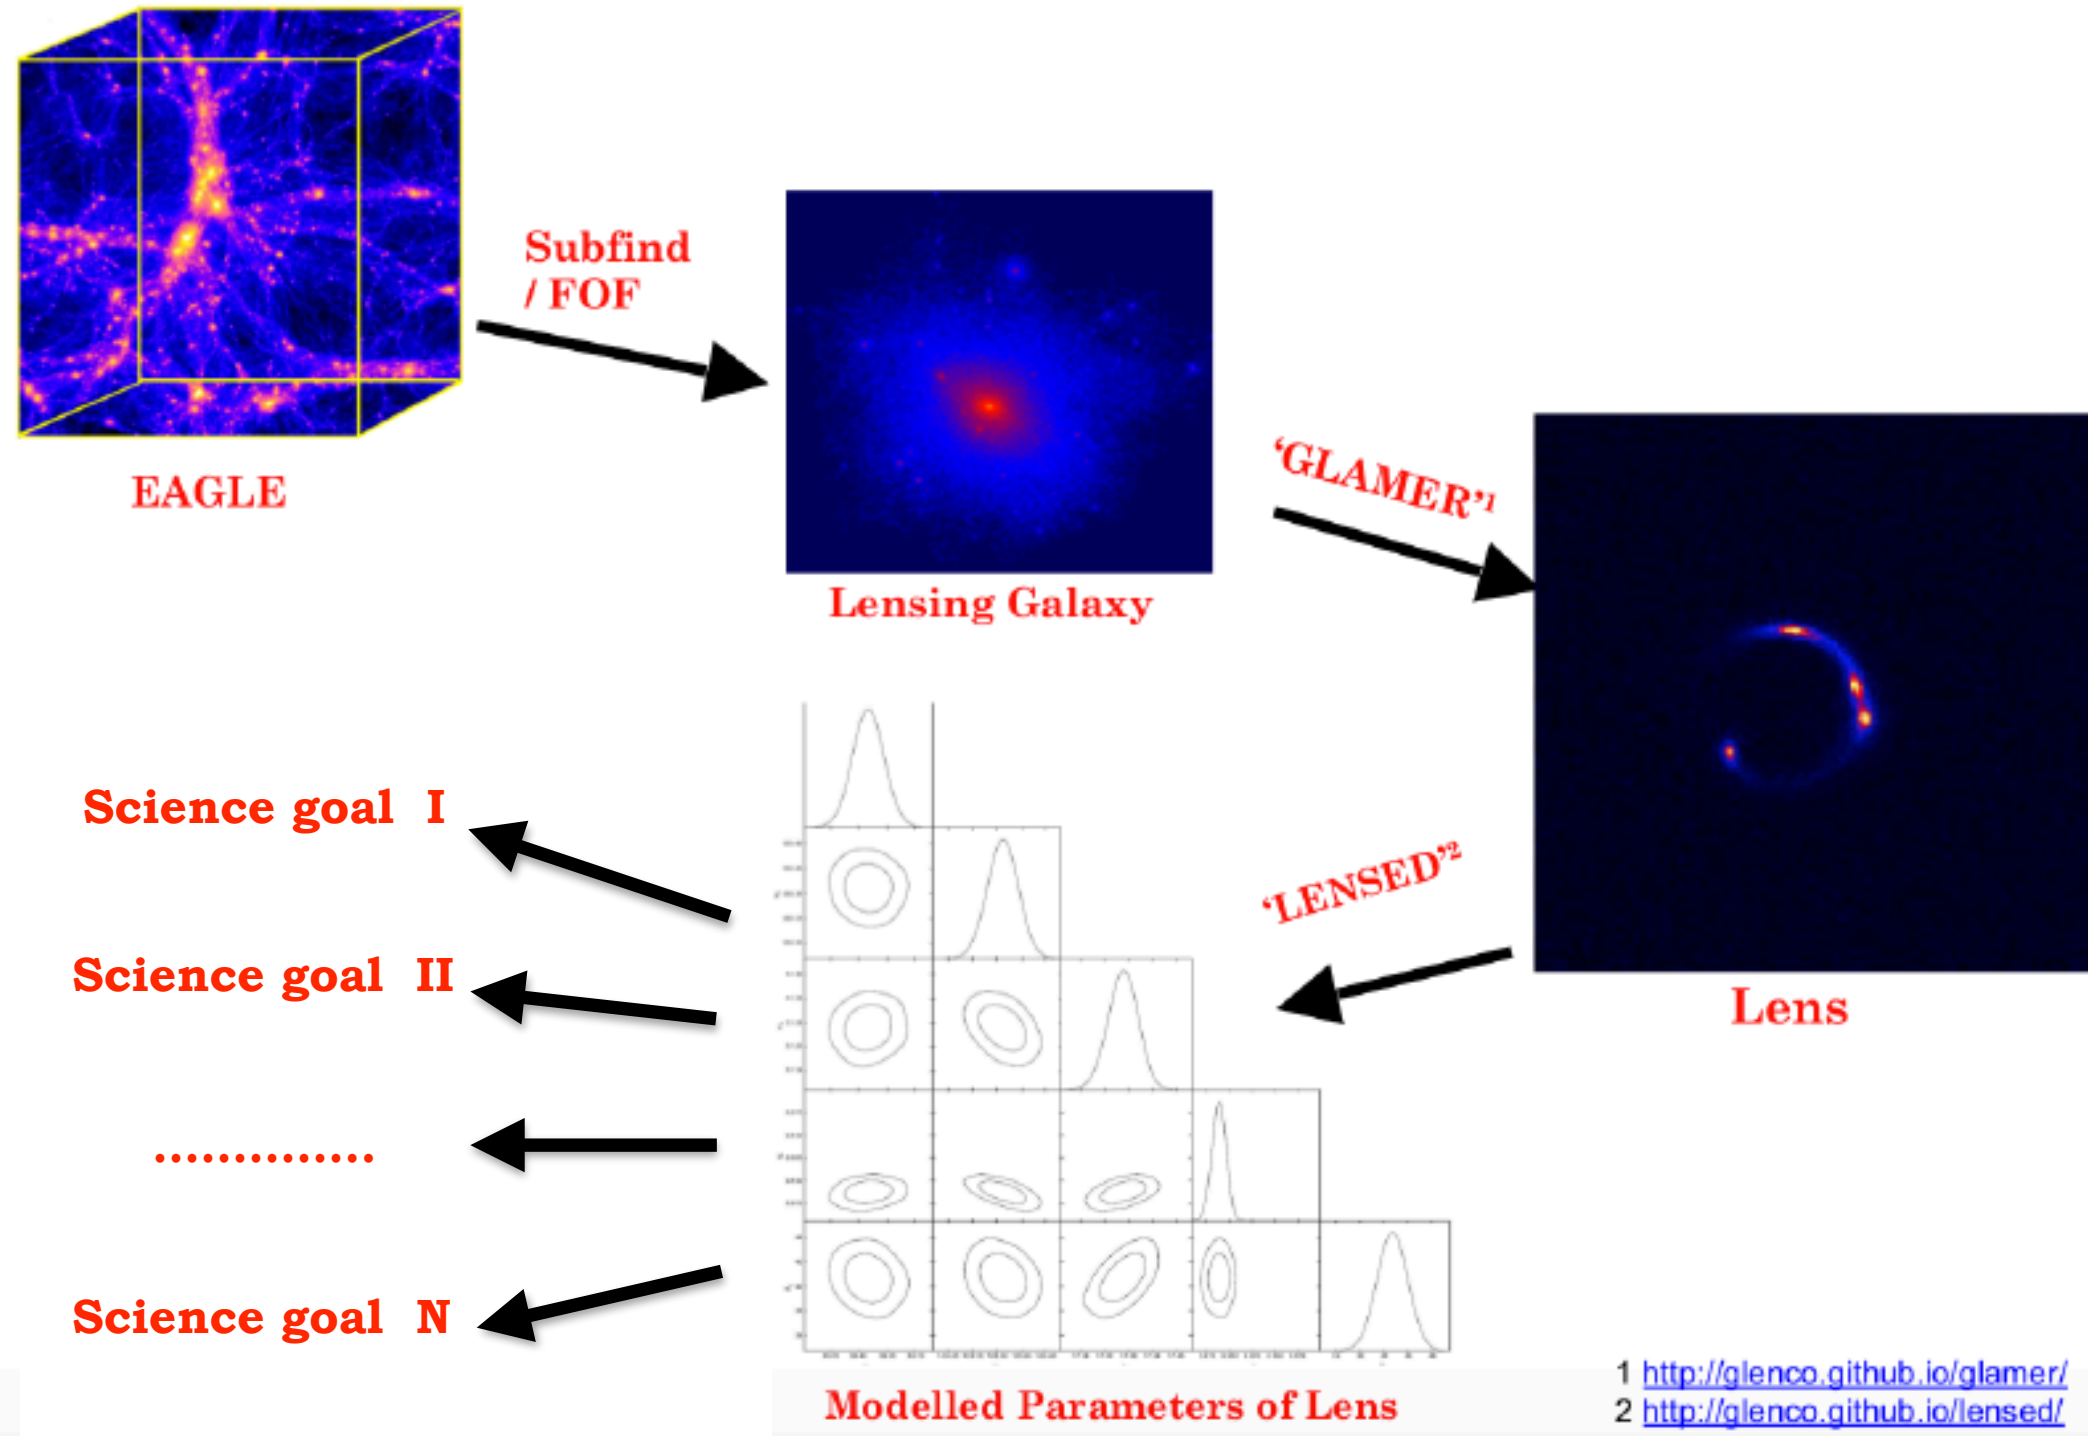 EAGLE
Subfind
/ FOF
Lensing Galaxy
‘GLAMER’1
Lens
‘LENSED’2
Modelled Parameters of Lens
Science goal I
Science goal II
..............
Science goal N
1 http://glenco.github.io/glamer/
2 http://glenco.github.io/lensed/